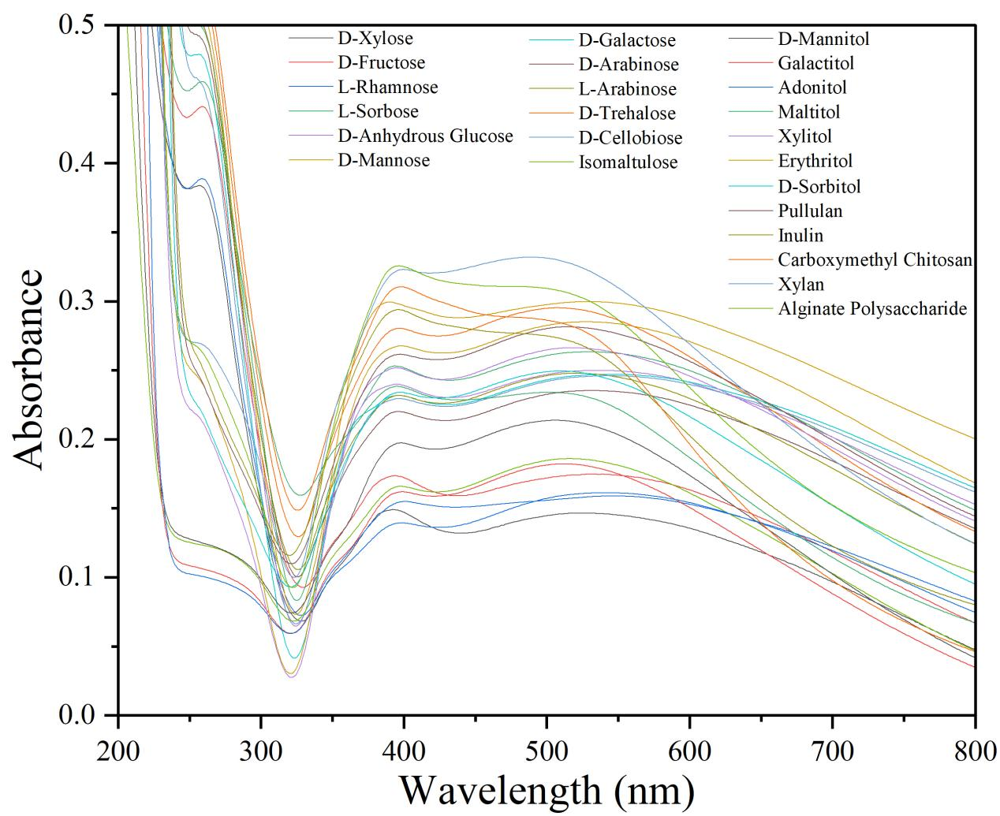 0.5
0.4
0.3
0.2
0.1
0.0
Absorbance
D-Xylose
D-Fructose
L-Rhamnose
L-Sorbose
D-Anhydrous Glucose
D-Mannose
D-Galactose
D-Arabinose
L-Arabinose
D-Trehalose
D-Cellobiose
Isomaltulose
D-Mannitol
Galactitol
Adonitol
Maltitol
Xylitol
Erythritol
D-Sorbitol
Pullulan
Inulin
Carboxymethyl Chitosan
Xylan
Alginate Polysaccharide
200 300 400 500 600 700 800
Wavelength (nm)